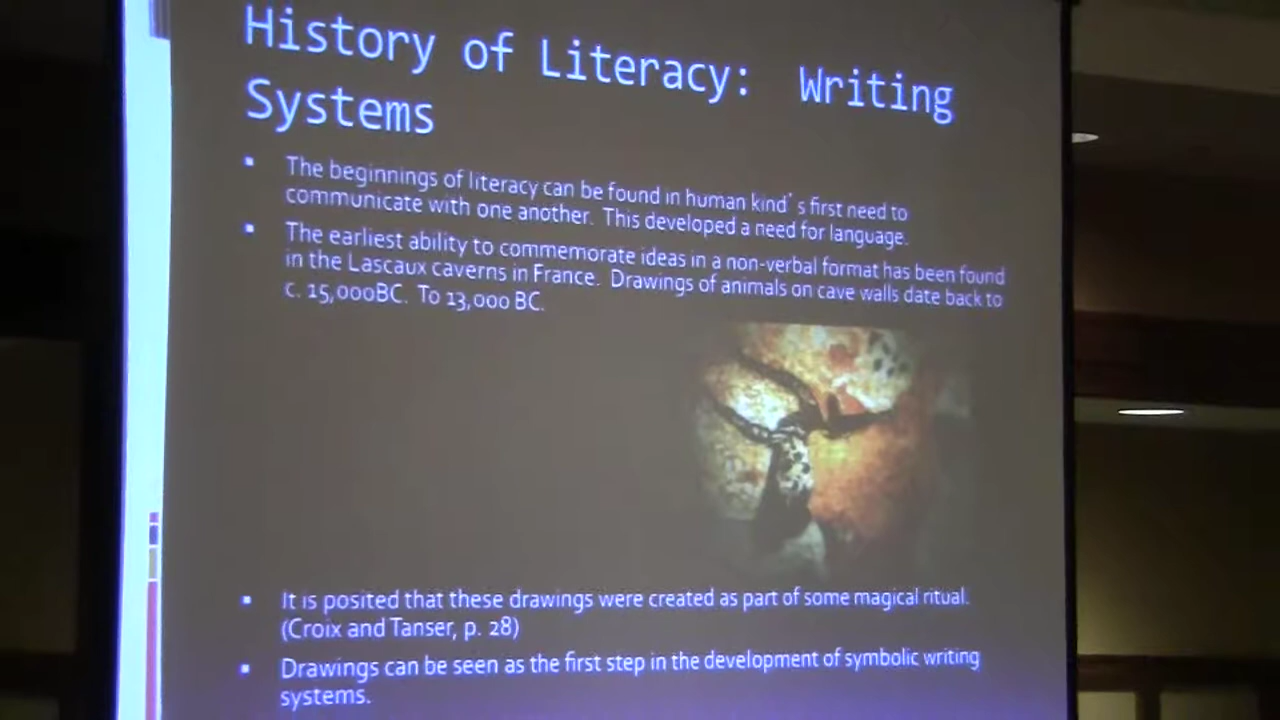 History of Literacy: Writing
Systems
▪ The beginnings of literacy can be found in human kind's first need to
communicate with one another. This developed a need for language.
▪ The earliest ability to commemorate ideas in a non-verbal format has been found
in the Lascaux caverns in France. Drawings of animals on cave walls date back to
c. 15,000BC. To 13,000 BC.
▪ It is posited that these drawings were created as part of some magical ritual.
(Croix and Tanser, p. 28)
▪ Drawings can be seen as the first step in the development of symbolic writing
systems.